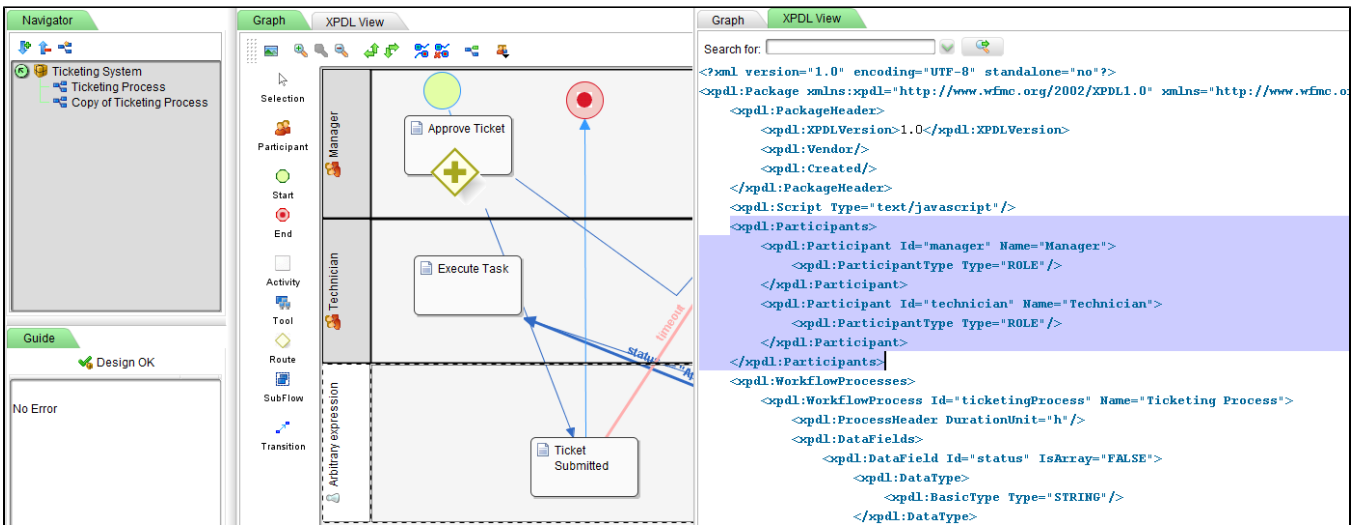 Navigator
Ticketing System
Ticketing Process
Copy of Ticketing Process
Guide
Design OK
No Error
Graph
XPDL View
Selection
Participant
Start
End
Activity
Tool
Route
SubFlow
Transition
Manager
Approve Ticket
Technician
Execute Task
timeout
Arbitrary expression
Ticket
Submitted
Graph
XPDL View
Search for:
<?xml version="1.0" encoding="UTF-8" standalone="no"?>
<xpdl:Package xmlns:xpdl="http://www.wfmc.org/2002/XPDL1.0" xmlns="http://www.wfmc.o
<xpdl:PackageHeader>
<xpdl:XPDLVersion>1.0</xpdl:XPDLVersion>
<xpdl:Vendor/>
<xpdl:Created/>
</xpdl:PackageHeader>
<xpdl:Script Type="text/javascript"/>
<xpdl:Participants>
<xpdl:Participant Id="manager" Name="Manager">
<xpdl:ParticipantType Type="ROLE"/>
</xpdl:Participant>
<xpdl:Participant Id="technician" Name="Technician">
<xpdl:ParticipantType Type="ROLE"/>
</xpdl:Participant>
</xpdl:Participants>
<xpdl:WorkflowProcesses>
<xpdl:WorkflowProcess Id="ticketingProcess" Name="Ticketing Process">
<xpdl:ProcessHeader DurationUnit="h"/>
<xpdl:DataFields>
<xpdl:DataField Id="status" IsArray="FALSE">
<xpdl:DataType>
<xpdl:BasicType Type="STRING"/>
</xpdl:DataType>